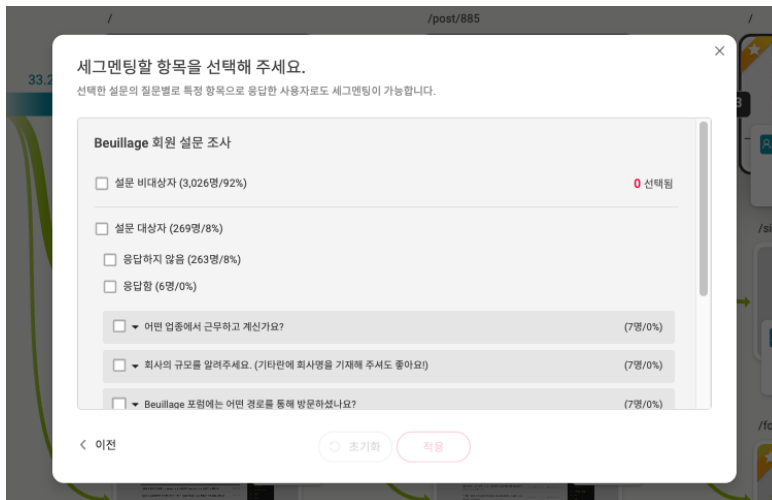 /
/post/885
/
세그멘팅할 항목을 선택해 주세요.
선택한 설문의 질문별로 특정 항목으로 응답한 사용자로도 세그멘팅이 가능합니다.
33.2
Beuillage 회원 설문 조사
설문 비대상자 (3,026명/92%)
0 선택됨
설문 대상자 (269명/8%)
/si
응답하지 않음 (263명/8%)
응답함 (6명/0%)
어떤 업종에서 근무하고 계신가요?
(7명/0%)
회사의 규모를 알려주세요. (기타란에 회사명을 기재해 주셔도 좋아요!)
(7명/0%)
Beuillage 포럼에는 어떤 경로를 통해 방문하셨나요?
(7명/0%)
/fo
이전
초기화
적용